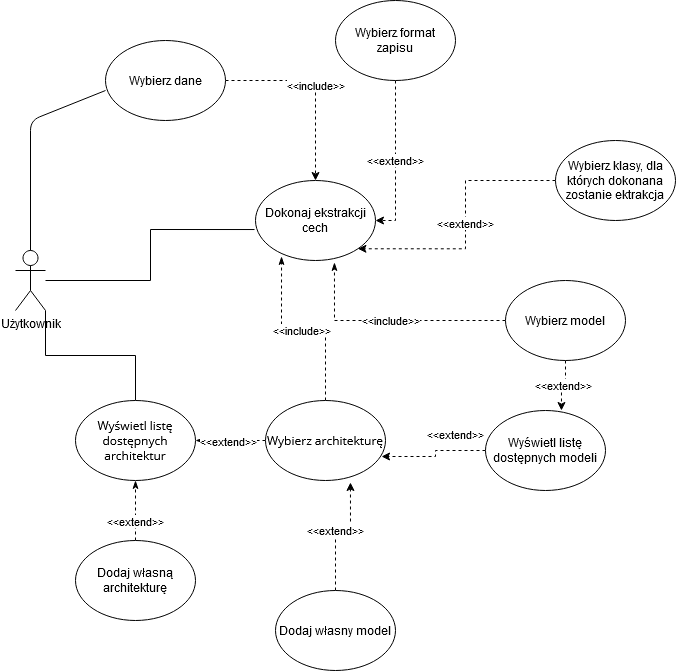 Wybierz format
zapisu
Wybierz dane
<<include>>
<<extend>>
Wybierz klasy, dla
których dokonana
zostanie ektrakcja
Dokonaj ekstrakcji
cech
<<extend>>
Użytkownik
<<include>>
<<include>>
Wybierz model
<<extend>>
Wyświetl listę
dostępnych
architektur
<<extend>>
Wybierz architekturę
<<extend>>
Wyświetl listę
dostępnych modeli
<<extend>>
<<extend>>
Dodaj własną
architekturę
Dodaj własny model